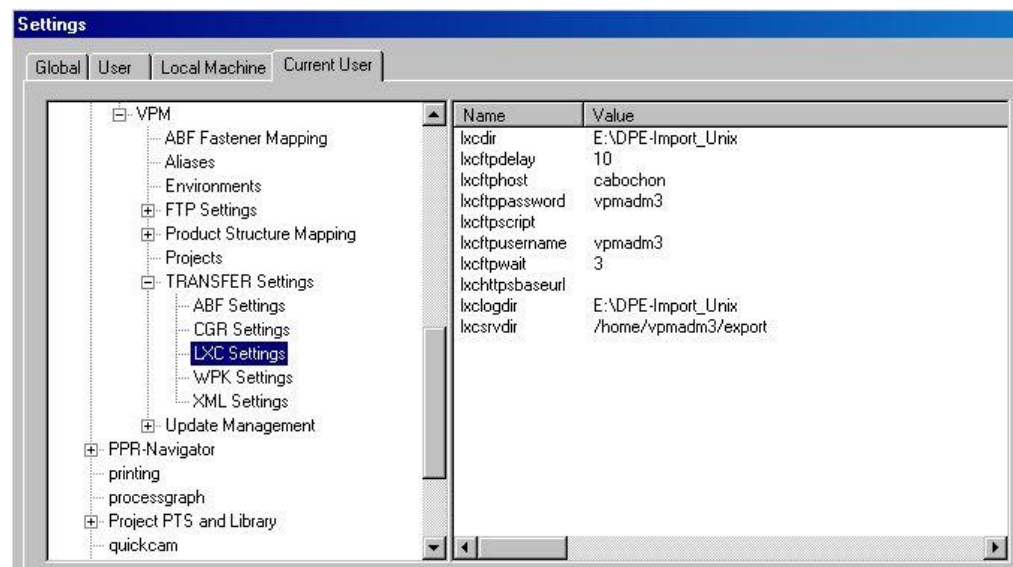 Settings
Global User Local Machine Current User
VPM
ABF Fastener Mapping
Aliases
Environments
FTP Settings
Product Structure Mapping
Projects
TRANSFER Settings
ABF Settings
CGR Settings
LXC Settings
WPK Settings
XML Settings
Update Management
PPR-Navigator
printing
processgraph
Project PTS and Library
quickcam
Name Value
lxcdir E:\DPE-Import_Unix
lxcftpdelay 10
lxcftphost cabochon
lxcftppassword vpmadm3
lxcftpscript
lxcftpusername vpmadm3
lxcftpwait 3
lxchttpsbaseurl
lxclogdir E:\DPE-Import_Unix
lxcsrvdir /home/vpmadm3/export